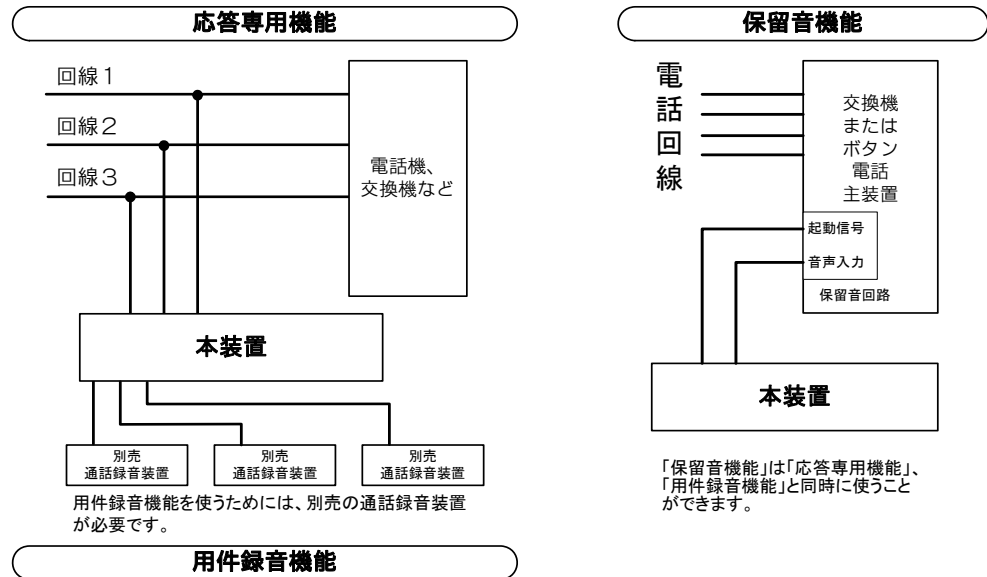 応答専用機能
回線1
回線2
回線3
電話機、
交換機など
本装置
別売
通話録音装置
別売
通話録音装置
別売
通話録音装置
用件録音機能を使うためには、別売の通話録音装置
が必要です。
用件録音機能
保留音機能
電話回線
交換機
または
ボタン
電話
主装置
起動信号
音声入力
保留音回路
本装置
「保留音機能」は「応答専用機能」、
「用件録音機能」と同時に使うこと
ができます。